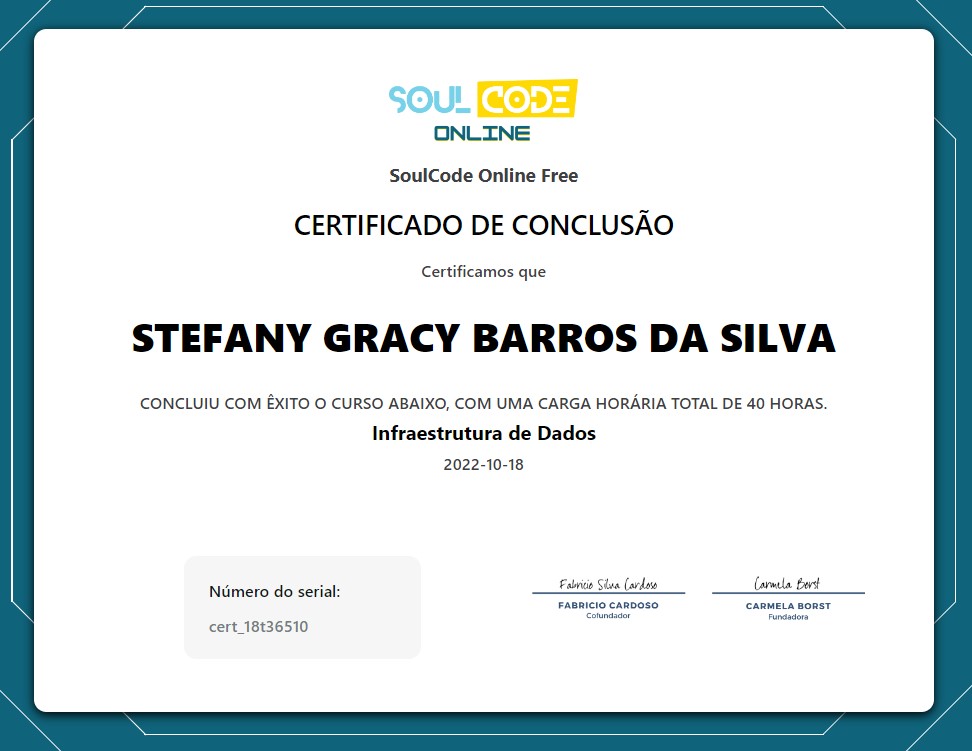 SOUL CODE
ONLINE
SoulCode Online Free
CERTIFICADO DE CONCLUSÃO
Certificamos que
STEFANY GRACY BARROS DA SILVA
CONCLUIU COM ÊXITO O CURSO ABAIXO, COM UMA CARGA HORÁRIA TOTAL DE 40 HORAS.
Infraestrutura de Dados
2022-10-18
Número do serial:
cert_18t36510
Fabricio Silva Cardoso
FABRICIO CARDOSO
Cofundador
Carmela Borst
CARMELA BORST
Fundadora